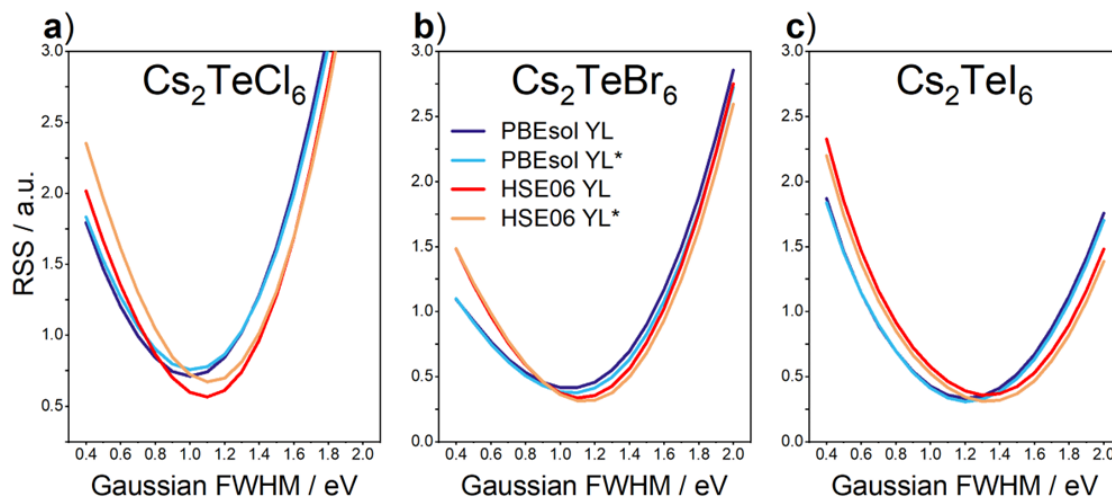 a)
Cs2TeCl6
3.0
2.5
2.0
1.5
1.0
0.5
RSS / a.u.
0.4 0.6 0.8 1.0 1.2 1.4 1.6 1.8 2.0
Gaussian FWHM / eV
b)
Cs2TeBr6
PBEsol YL
PBEsol YL*
HSE06 YL
HSE06 YL*
3.0
2.5
2.0
1.5
1.0
0.5
0.0
0.4 0.6 0.8 1.0 1.2 1.4 1.6 1.8 2.0
Gaussian FWHM / eV
c)
Cs2TeI6
3.0
2.5
2.0
1.5
1.0
0.5
0.0
0.4 0.6 0.8 1.0 1.2 1.4 1.6 1.8 2.0
Gaussian FWHM / eV